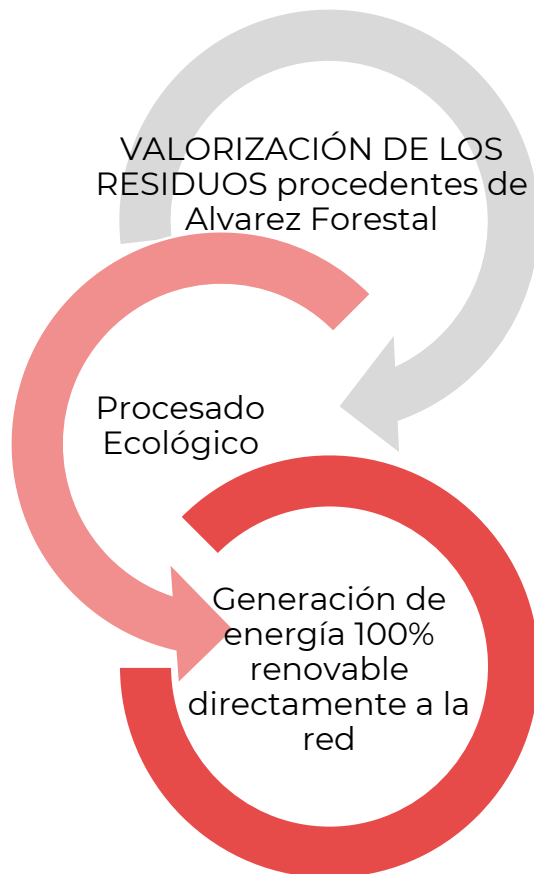 VALORIZACIÓN DE LOS
RESIDUOS procedentes de
Alvarez Forestal
Procesado
Ecológico
Generación de
energía 100%
renovable
directamente a la
red